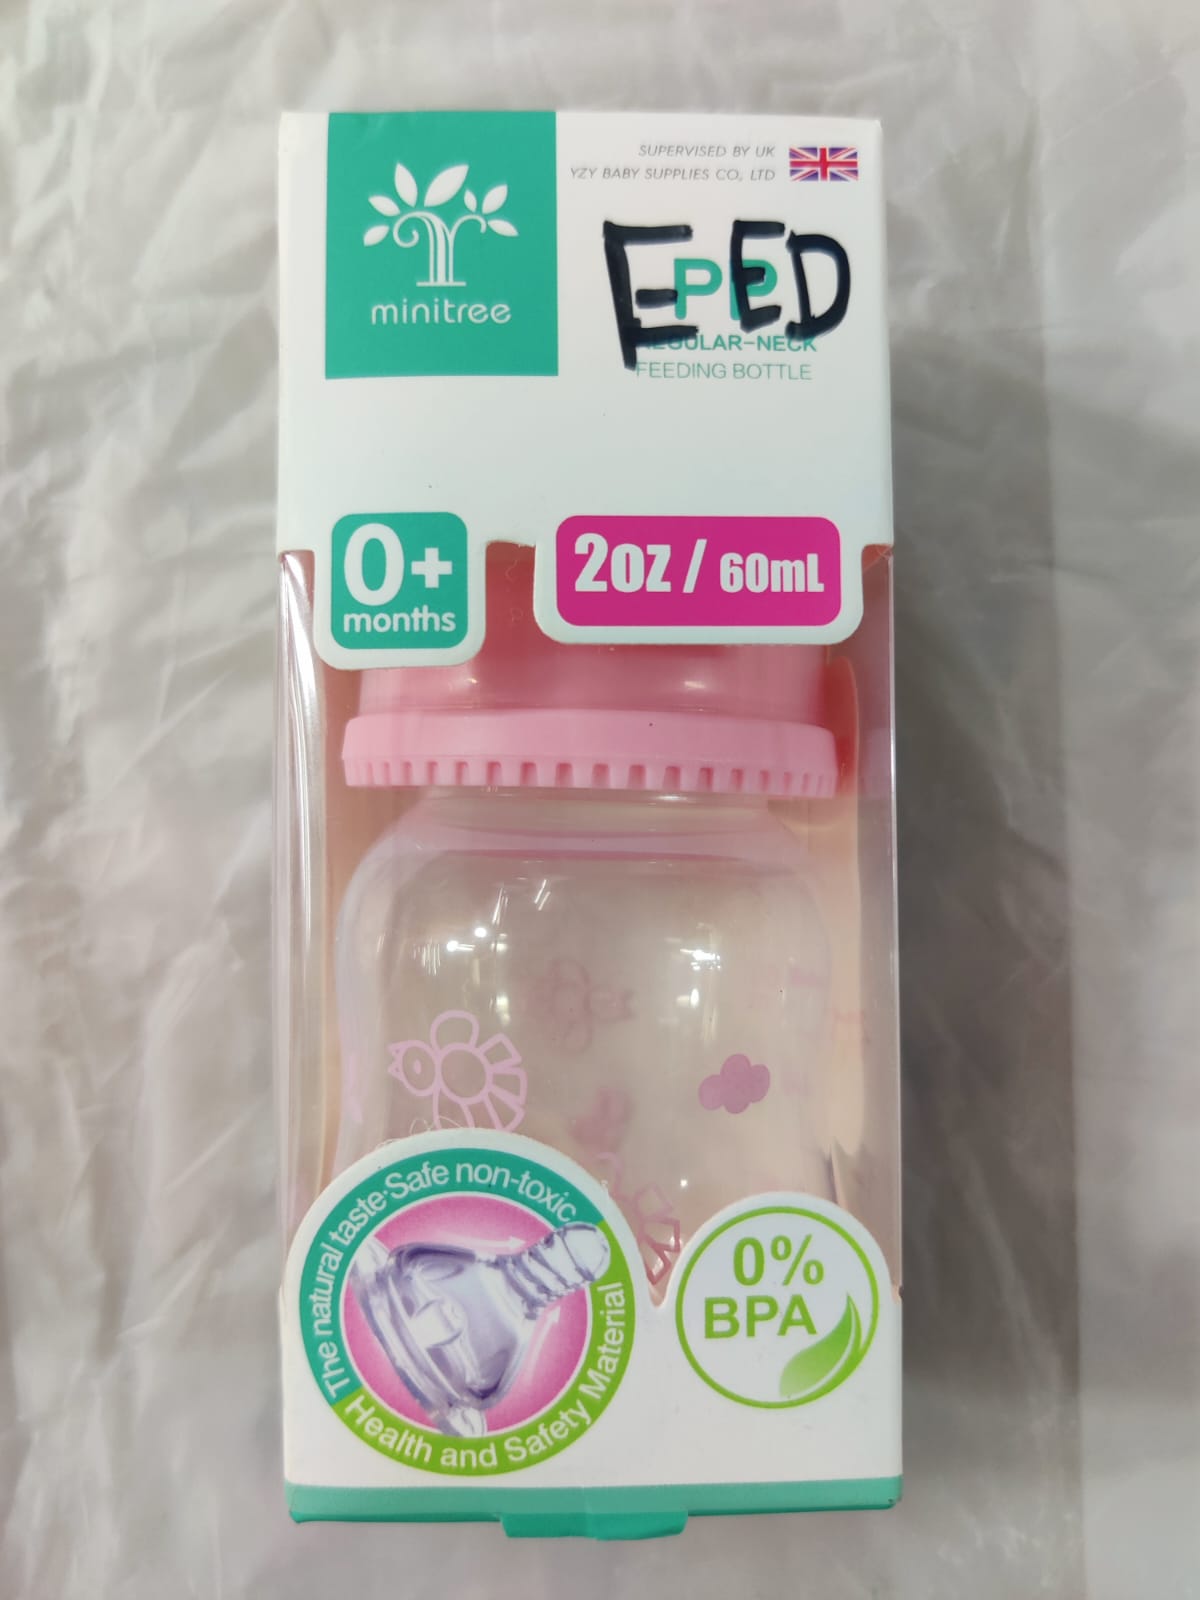 minitree
SUPERVISED BY UK
YZY BABY SUPPLIES CO., LTD
FEED
PP
REGULAR-NECK
FEEDING BOTTLE
0+
months
2oz / 60mL
The natural taste·Safe non-toxic
Health and Safety Material
0%
BPA